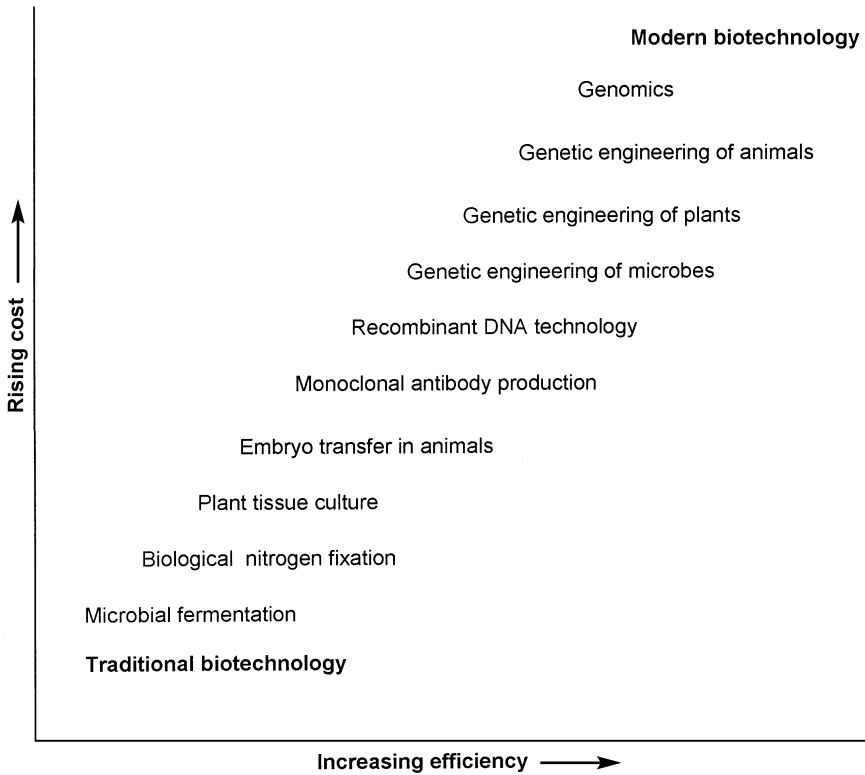 Modern biotechnology
Genomics
Genetic engineering of animals
Genetic engineering of plants
Genetic engineering of microbes
Recombinant DNA technology
Monoclonal antibody production
Embryo transfer in animals
Plant tissue culture
Biological nitrogen fixation
Microbial fermentation
Traditional biotechnology
Rising cost
Increasing efficiency